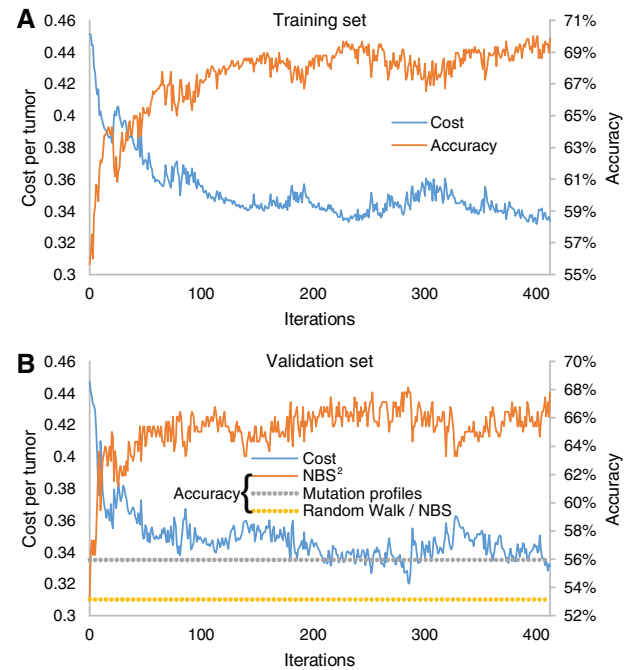 A
Training set
0.46
0.44
0.42
0.4
0.38
0.36
0.34
0.32
0.3
Cost per tumor
71%
69%
67%
65%
63%
61%
59%
57%
55%
Accuracy
Cost
Accuracy
0
100
200
300
400
Iterations
B
Validation set
0.46
0.44
0.42
0.4
0.38
0.36
0.34
0.32
0.3
Cost per tumor
70%
68%
66%
64%
62%
60%
58%
56%
54%
52%
Accuracy
Cost
Accuracy
NBS²
Mutation profiles
Random Walk / NBS
0
100
200
300
400
Iterations